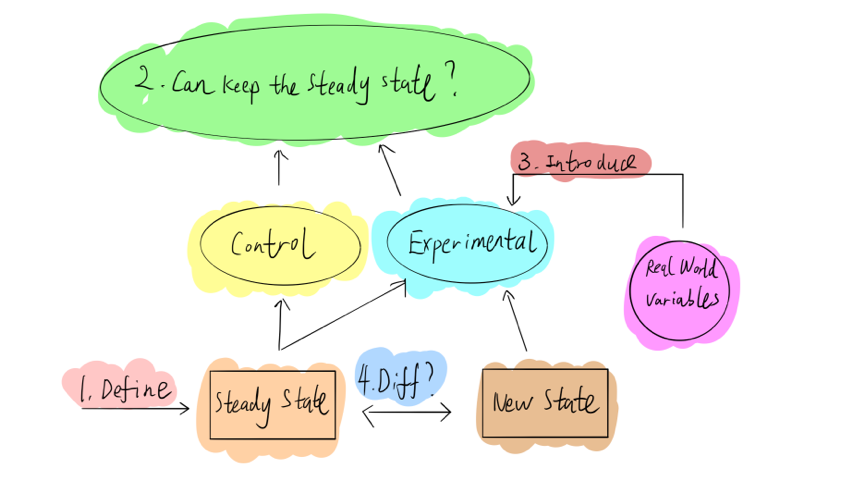 2. Can keep the steady state?
3. Introduce
Control
Experimental
Real World
variables
1. Define
Steady State
4. Diff?
New State